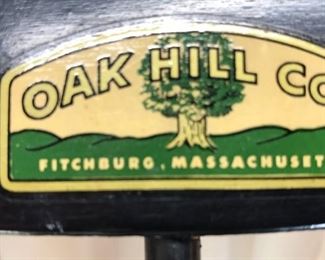 OAK HILL Co
FITCHBURG, MASSACHUSET